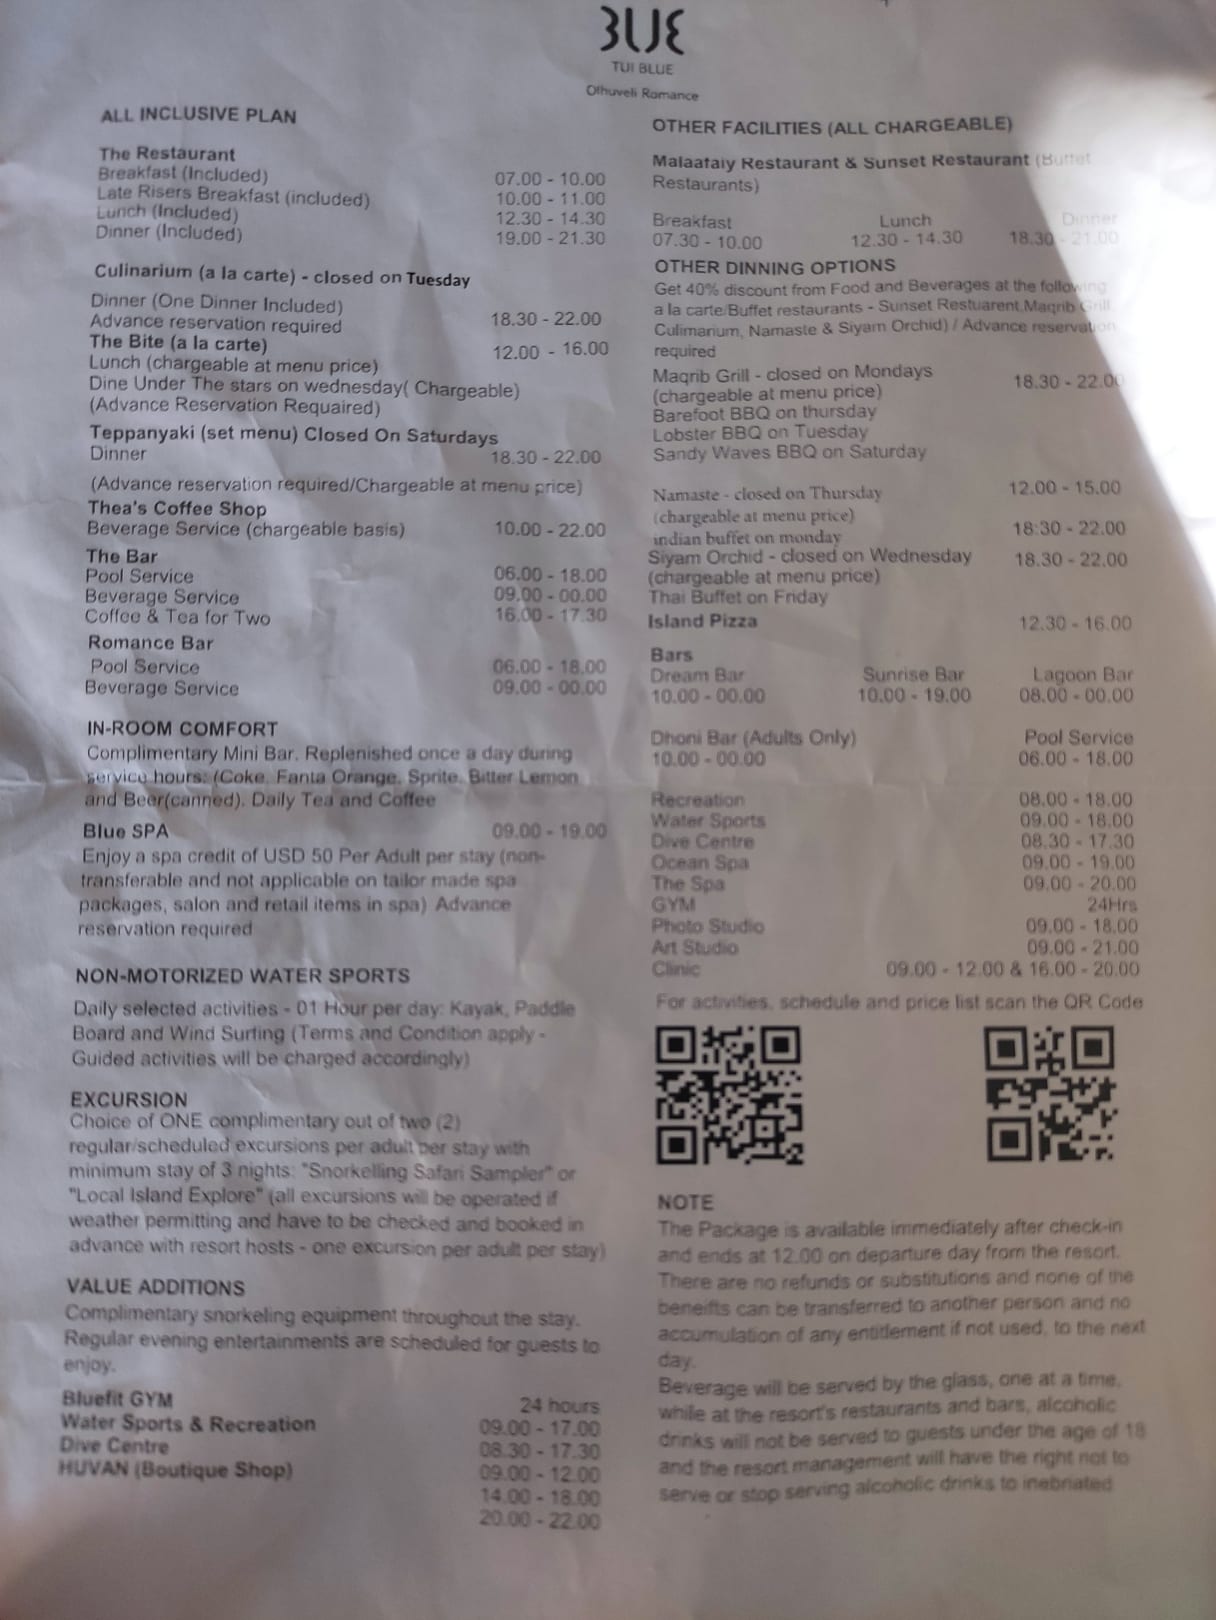 BUE
TUI BLUE
Olhuveli Romance
ALL INCLUSIVE PLAN
The Restaurant
Breakfast (Included) 07.00 - 10.00
Late Risers Breakfast (included) 10.00 - 11.00
Lunch (Included) 12.30 - 14.30
Dinner (Included) 19.00 - 21.30
Culinarium (a la carte) - closed on Tuesday
Dinner (One Dinner Included)
Advance reservation required 18.30 - 22.00
The Bite (a la carte) 12.00 - 16.00
Lunch (chargeable at menu price)
Dine Under The stars on wednesday( Chargeable)
(Advance Reservation Requaired)
Teppanyaki (set menu) Closed On Saturdays
Dinner 18.30 - 22.00
(Advance reservation required/Chargeable at menu price)
Thea's Coffee Shop
Beverage Service (chargeable basis) 10.00 - 22.00
The Bar
Pool Service 06.00 - 18.00
Beverage Service 09.00 - 00.00
Coffee & Tea for Two 16.00 - 17.30
Romance Bar
Pool Service 06.00 - 18.00
Beverage Service 09.00 - 00.00
IN-ROOM COMFORT
Complimentary Mini Bar. Replenished once a day during
service hours: (Coke, Fanta Orange, Sprite, Bitter Lemon
and Beer(canned). Daily Tea and Coffee
Blue SPA 09.00 - 19.00
Enjoy a spa credit of USD 50 Per Adult per stay (non-
transferable and not applicable on tailor made spa
packages, salon and retail items in spa) Advance
reservation required
NON-MOTORIZED WATER SPORTS
Daily selected activities - 01 Hour per day: Kayak, Paddle
Board and Wind Surfing (Terms and Condition apply -
Guided activities will be charged accordingly)
EXCURSION
Choice of ONE complimentary out of two (2)
regular/scheduled excursions per adult per stay with
minimum stay of 3 nights: "Snorkelling Safari Sampler" or
"Local Island Explore" (all excursions will be operated if
weather permitting and have to be checked and booked in
advance with resort hosts - one excursion per adult per stay)
VALUE ADDITIONS
Complimentary snorkeling equipment throughout the stay.
Regular evening entertainments are scheduled for guests to
enjoy.
Bluefit GYM 24 hours
Water Sports & Recreation 09.00 - 17.00
Dive Centre 08.30 - 17.30
HUVAN (Boutique Shop) 09.00 - 12.00
14.00 - 18.00
20.00 - 22.00
OTHER FACILITIES (ALL CHARGEABLE)
Malaafaiy Restaurant & Sunset Restaurant (Buffet
Restaurants)
Breakfast Lunch Dinner
07.30 - 10.00 12.30 - 14.30 18.30 - 21.00
OTHER DINNING OPTIONS
Get 40% discount from Food and Beverages at the following
a la carte/Buffet restaurants - Sunset Restuarent,Maqrib Grill
Culimarium, Namaste & Siyam Orchid) / Advance reservation
required
Maqrib Grill - closed on Mondays 18.30 - 22.00
(chargeable at menu price)
Barefoot BBQ on thursday
Lobster BBQ on Tuesday
Sandy Waves BBQ on Saturday
Namaste - closed on Thursday 12.00 - 15.00
(chargeable at menu price)
indian buffet on monday 18:30 - 22.00
Siyam Orchid - closed on Wednesday 18.30 - 22.00
(chargeable at menu price)
Thai Buffet on Friday
Island Pizza 12.30 - 16.00
Bars
Dream Bar Sunrise Bar Lagoon Bar
10.00 - 00.00 10.00 - 19.00 08.00 - 00.00
Dhoni Bar (Adults Only) Pool Service
10.00 - 00.00 06.00 - 18.00
Recreation 08.00 - 18.00
Water Sports 09.00 - 18.00
Dive Centre 08.30 - 17.30
Ocean Spa 09.00 - 19.00
The Spa 09.00 - 20.00
GYM 24Hrs
Photo Studio 09.00 - 18.00
Art Studio 09.00 - 21.00
Clinic 09.00 - 12.00 & 16.00 - 20.00
For activities, schedule and price list scan the QR Code
NOTE
The Package is available immediately after check-in
and ends at 12.00 on departure day from the resort.
There are no refunds or substitutions and none of the
beneifts can be transferred to another person and no
accumulation of any entitlement if not used, to the next
day.
Beverage will be served by the glass, one at a time,
while at the resort's restaurants and bars, alcoholic
drinks will not be served to guests under the age of 18
and the resort management will have the right not to
serve or stop serving alcoholic drinks to inebriated